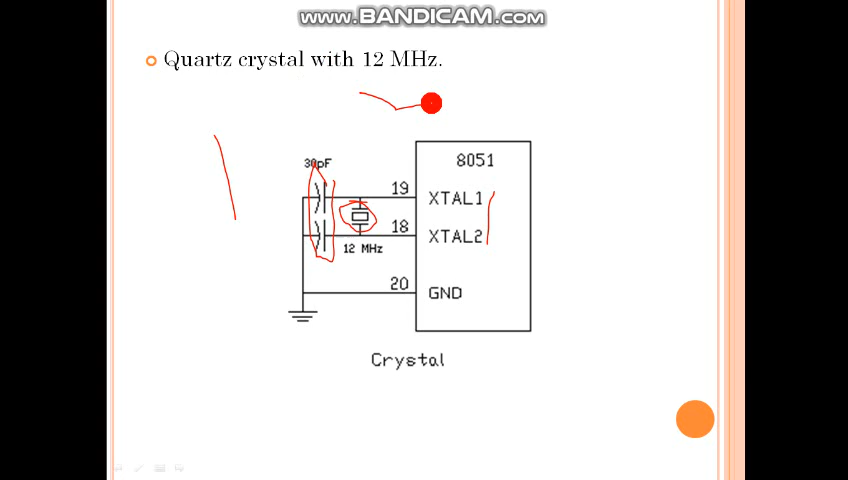 WWW.BANDICAM.COM
Quartz crystal with 12 MHz.
30pF
8051
19
XTAL1
18
XTAL2
12 MHz
20
GND
Crystal